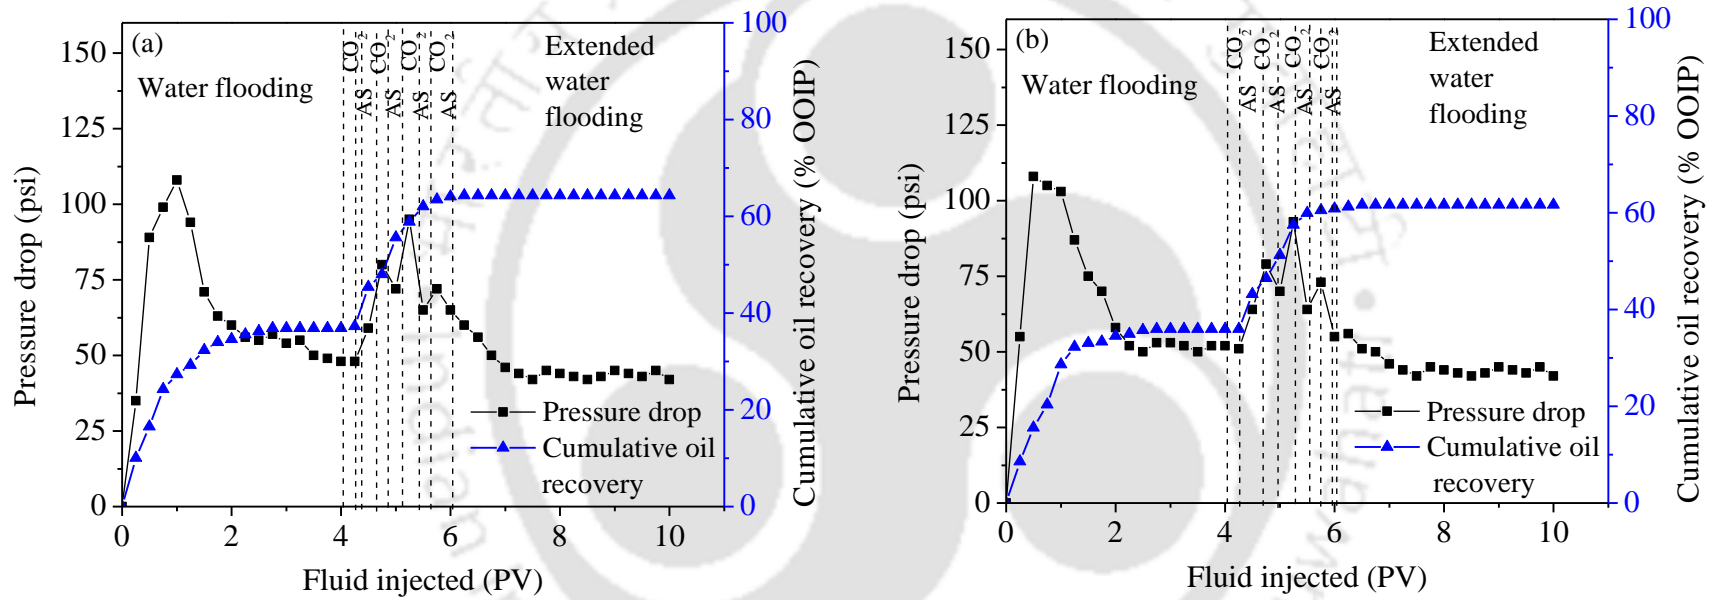 (a)
Water flooding
CO2
AS
CO2
AS
CO2
AS
CO2
AS
Extended
water
flooding
150
125
100
75
50
25
0
Pressure drop (psi)
100
80
60
40
20
0
Cumulative oil recovery (% OOIP)
Pressure drop
Cumulative oil
recovery
0 2 4 6 8 10
Fluid injected (PV)
(b)
Water flooding
CO2
AS
CO2
AS
CO2
AS
CO2
AS
Extended
water
flooding
150
125
100
75
50
25
0
Pressure drop (psi)
100
80
60
40
20
0
Cumulative oil recovery (% OOIP)
Pressure drop
Cumulative oil
recovery
0 2 4 6 8 10
Fluid injected (PV)